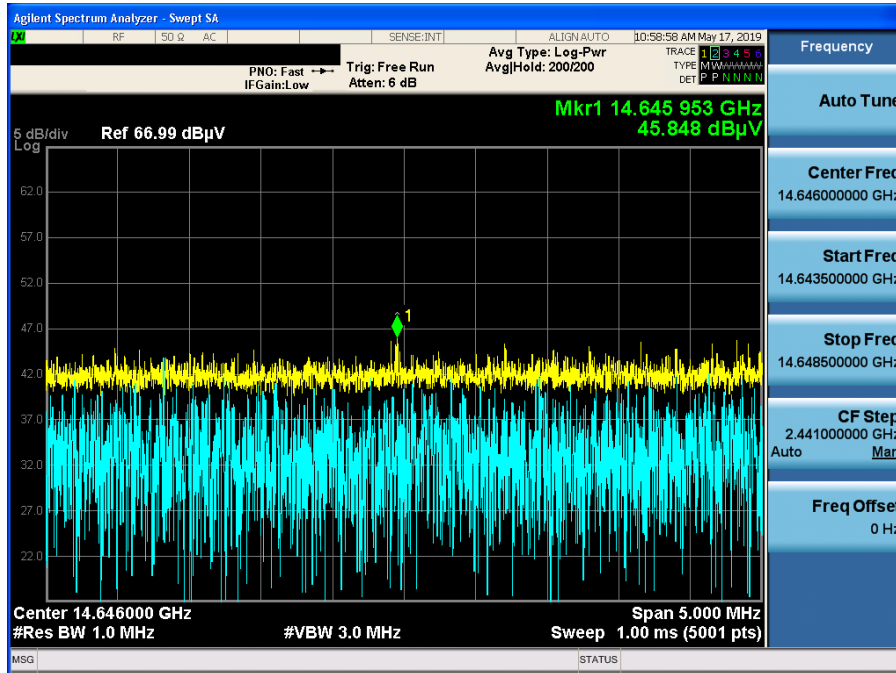 Agilent Spectrum Analyzer - Swept SA
LXI RF 50 Ω AC SENSE:INT ALIGN AUTO 10:58:58 AM May 17, 2019
Frequency
Avg Type: Log-Pwr
Avg|Hold: 200/200
TRACE 1 2 3 4 5 6
TYPE M W W W W W
DET P P N N N N
PNO: Fast
IFGain:Low
Trig: Free Run
Atten: 6 dB
Auto Tune
Mkr1 14.645 953 GHz
45.848 dBµV
5 dB/div
Log
Ref 66.99 dBµV
Center Freq
14.646000000 GHz
62.0
57.0
Start Freq
14.643500000 GHz
52.0
47.0
1
Stop Freq
14.648500000 GHz
42.0
37.0
CF Step
2.441000000 GHz
Auto Man
32.0
27.0
Freq Offset
0 Hz
22.0
Center 14.646000 GHz
Span 5.000 MHz
#Res BW 1.0 MHz
#VBW 3.0 MHz
Sweep 1.00 ms (5001 pts)
MSG
STATUS